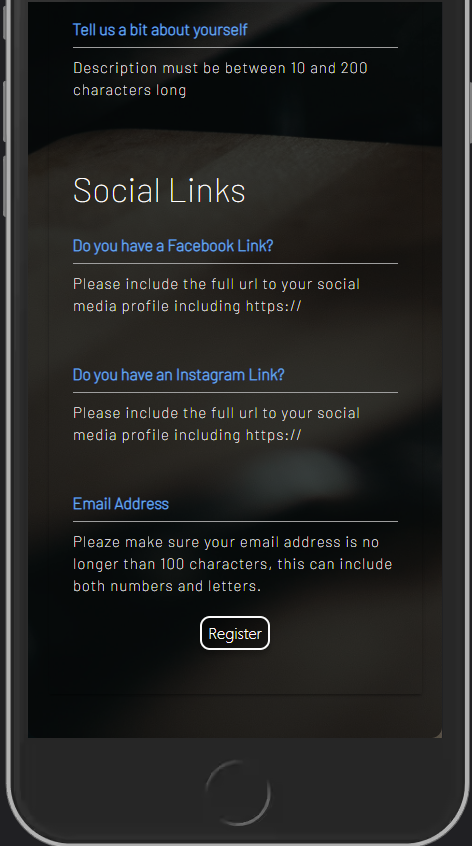 Tell us a bit about yourself
Description must be between 10 and 200
characters long
Social Links
Do you have a Facebook Link?
Please include the full url to your social
media profile including https://
Do you have an Instagram Link?
Please include the full url to your social
media profile including https://
Email Address
Pleaze make sure your email address is no
longer than 100 characters, this can include
both numbers and letters.
Register